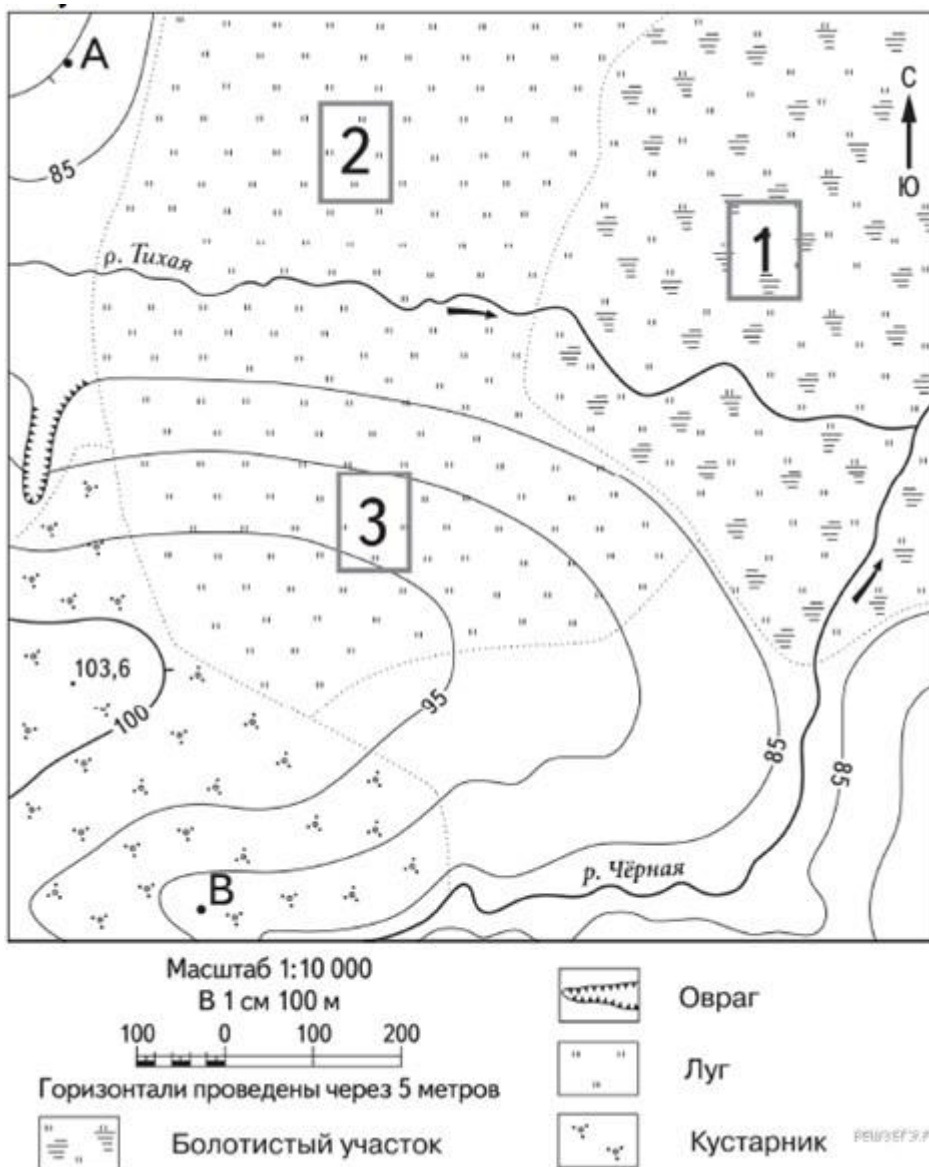 А
85
2
С
Ю
1
р. Тихая
3
103,6
100
95
85
85
В
р. Чёрная
Масштаб 1:10 000
В 1 см 100 м
100 0 100 200
Горизонтали проведены через 5 метров
Болотистый участок
Овраг
Луг
Кустарник